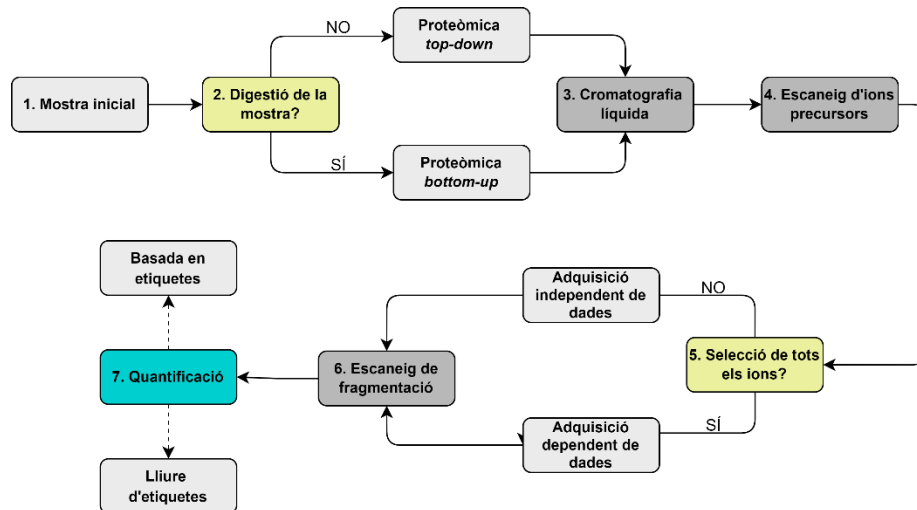 NO
Proteòmica
top-down
1. Mostra inicial
2. Digestió de la
mostra?
3. Cromatografia
líquida
4. Escaneig d'ions
precursors
SÍ
Proteòmica
bottom-up
Basada en
etiquetes
Adquisició
independent de
dades
NO
7. Quantificació
6. Escaneig de
fragmentació
5. Selecció de tots
els ions?
SÍ
Adquisició
dependent de
dades
Lliure
d'etiquetes